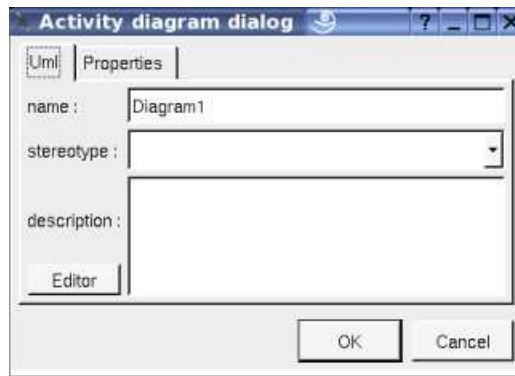 Activity diagram dialog ? _ X
Uml Properties
name : Diagram1
stereotype :
description :
Editor
OK Cancel